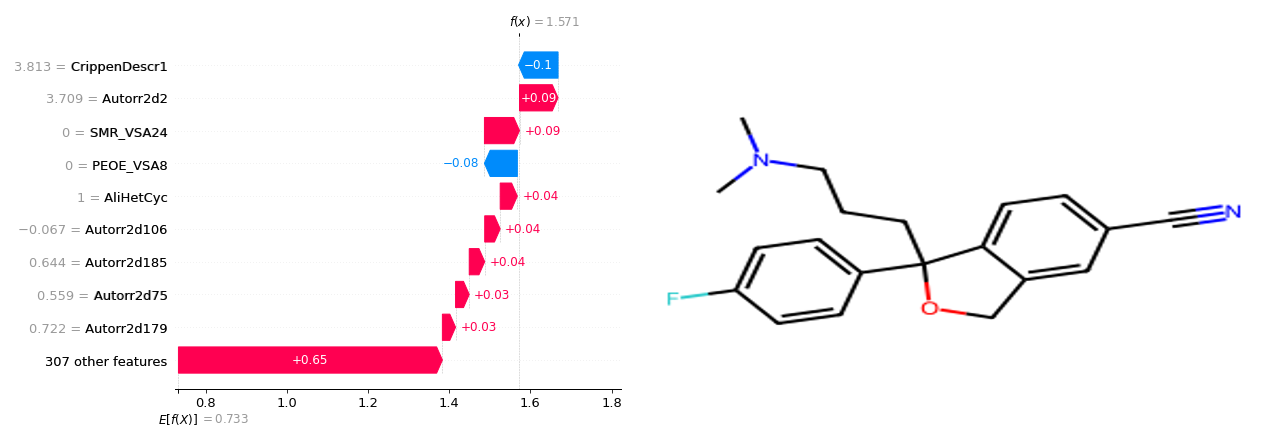 f(x) = 1.571
3.813 = CrippenDescr1
−0.1
3.709 = Autorr2d2
+0.09
0 = SMR_VSA24
+0.09
0 = PEOE_VSA8
−0.08
1 = AliHetCyc
+0.04
−0.067 = Autorr2d106
+0.04
0.644 = Autorr2d185
+0.04
0.559 = Autorr2d75
+0.03
0.722 = Autorr2d179
+0.03
307 other features
+0.65
0.8 1.0 1.2 1.4 1.6 1.8
E[f(X)] = 0.733
N
N
F
O